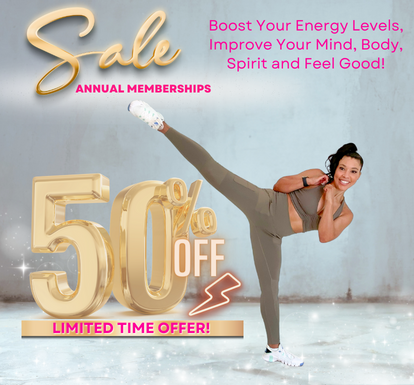 Sale
ANNUAL MEMBERSHIPS
Boost Your Energy Levels,
Improve Your Mind, Body,
Spirit and Feel Good!
50%
OFF
LIMITED TIME OFFER!